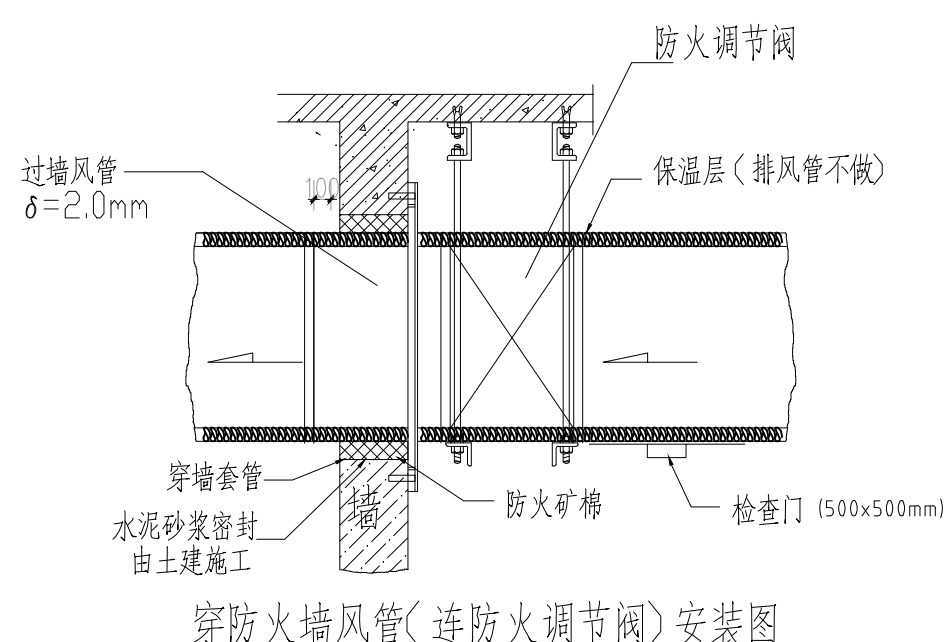 防火调节阀
过墙风管
δ=2.0mm
100
保温层(排风管不做)
穿墙套管
墙
防火矿棉
检查门(500x500mm)
水泥砂浆密封
由土建施工
穿防火墙风管(连防火调节阀)安装图